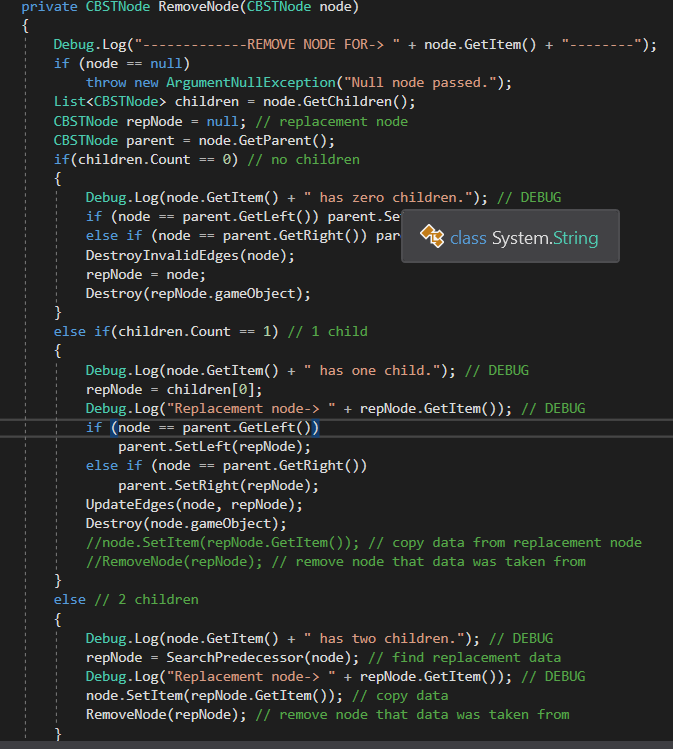 private CBSTNode RemoveNode(CBSTNode node)
{
Debug.Log("-------------REMOVE NODE FOR-> " + node.GetItem() + "--------");
if (node == null)
throw new ArgumentNullException("Null node passed.");
List<CBSTNode> children = node.GetChildren();
CBSTNode repNode = null; // replacement node
CBSTNode parent = node.GetParent();
if(children.Count == 0) // no children
{
Debug.Log(node.GetItem() + " has zero children."); // DEBUG
if (node == parent.GetLeft()) parent.Se
else if (node == parent.GetRight()) par
class System.String
DestroyInvalidEdges(node);
repNode = node;
Destroy(repNode.gameObject);
}
else if(children.Count == 1) // 1 child
{
Debug.Log(node.GetItem() + " has one child."); // DEBUG
repNode = children[0];
Debug.Log("Replacement node-> " + repNode.GetItem()); // DEBUG
if (node == parent.GetLeft())
parent.SetLeft(repNode);
else if (node == parent.GetRight())
parent.SetRight(repNode);
UpdateEdges(node, repNode);
Destroy(node.gameObject);
//node.SetItem(repNode.GetItem()); // copy data from replacement node
//RemoveNode(repNode); // remove node that data was taken from
}
else // 2 children
{
Debug.Log(node.GetItem() + " has two children."); // DEBUG
repNode = SearchPredecessor(node); // find replacement data
Debug.Log("Replacement node-> " + repNode.GetItem()); // DEBUG
node.SetItem(repNode.GetItem()); // copy data
RemoveNode(repNode); // remove node that data was taken from
}